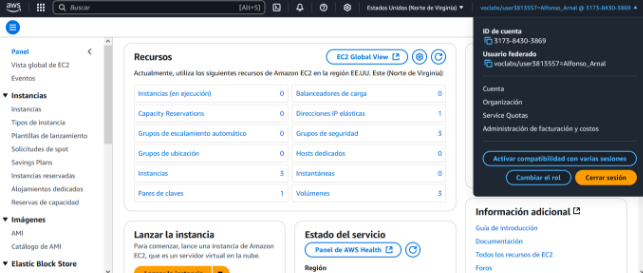 aws
Buscar
[Alt+S]
Estados Unidos (Norte de Virginia)
voclabs/user3813557=Alfonso_Arnal @ 3173-8430-3869
Panel
Vista global de EC2
Eventos
Instancias
Instancias
Tipos de instancia
Plantillas de lanzamiento
Solicitudes de spot
Savings Plans
Instancias reservadas
Alojamientos dedicados
Reservas de capacidad
Imágenes
AMI
Catálogo de AMI
Elastic Block Store
Recursos
EC2 Global View
Actualmente, utiliza los siguientes recursos de Amazon EC2 en la región EE.UU. Este (Norte de Virginia):
Instancias (en ejecución) 0
Balanceadores de carga 0
Capacity Reservations 0
Direcciones IP elásticas 1
Grupos de escalamiento automático 0
Grupos de seguridad 3
Grupos de ubicación 0
Hosts dedicados 0
Instancias 3
Instantáneas 0
Pares de claves 1
Volúmenes 3
Lanzar la instancia
Para comenzar, lance una instancia de Amazon
EC2, que es un servidor virtual en la nube.
Lanzar la instancia
Estado del servicio
Panel de AWS Health
Región
ID de cuenta
3173-8430-3869
Usuario federado
voclabs/user3813557=Alfonso_Arnal
Cuenta
Organización
Service Quotas
Administración de facturación y costos
Activar compatibilidad con varias sesiones
Cambiar el rol
Cerrar sesión
Información adicional
Guía de introducción
Documentación
Todos los recursos de EC2
Foros